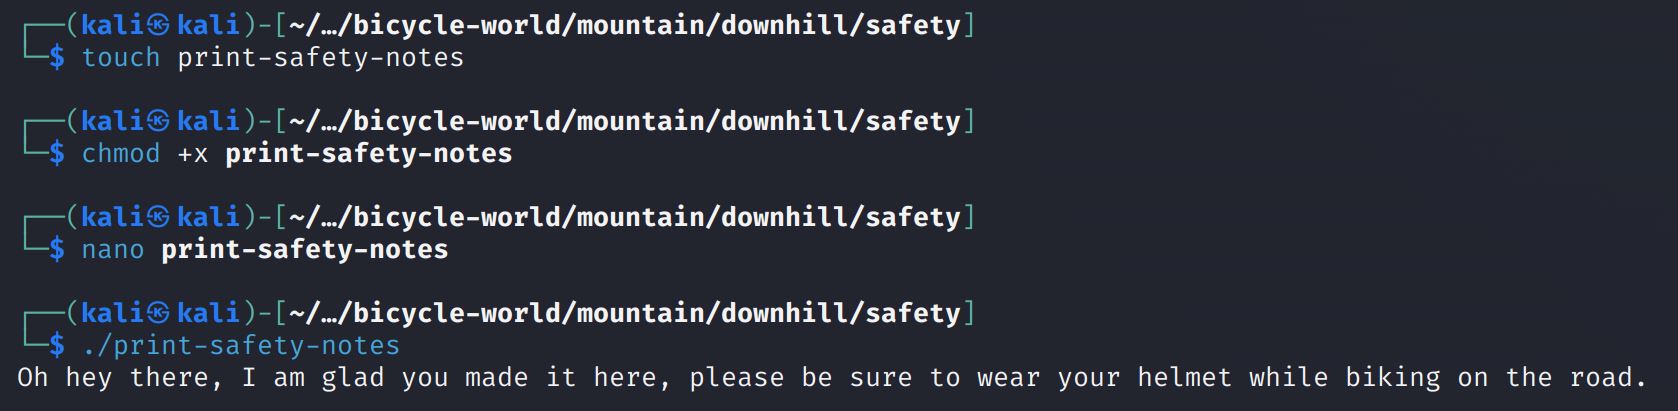 ┌──(kali㉿kali)-[~/…/bicycle-world/mountain/downhill/safety]
└─$ touch print-safety-notes
┌──(kali㉿kali)-[~/…/bicycle-world/mountain/downhill/safety]
└─$ chmod +x print-safety-notes
┌──(kali㉿kali)-[~/…/bicycle-world/mountain/downhill/safety]
└─$ nano print-safety-notes
┌──(kali㉿kali)-[~/…/bicycle-world/mountain/downhill/safety]
└─$ ./print-safety-notes
Oh hey there, I am glad you made it here, please be sure to wear your helmet while biking on the road.